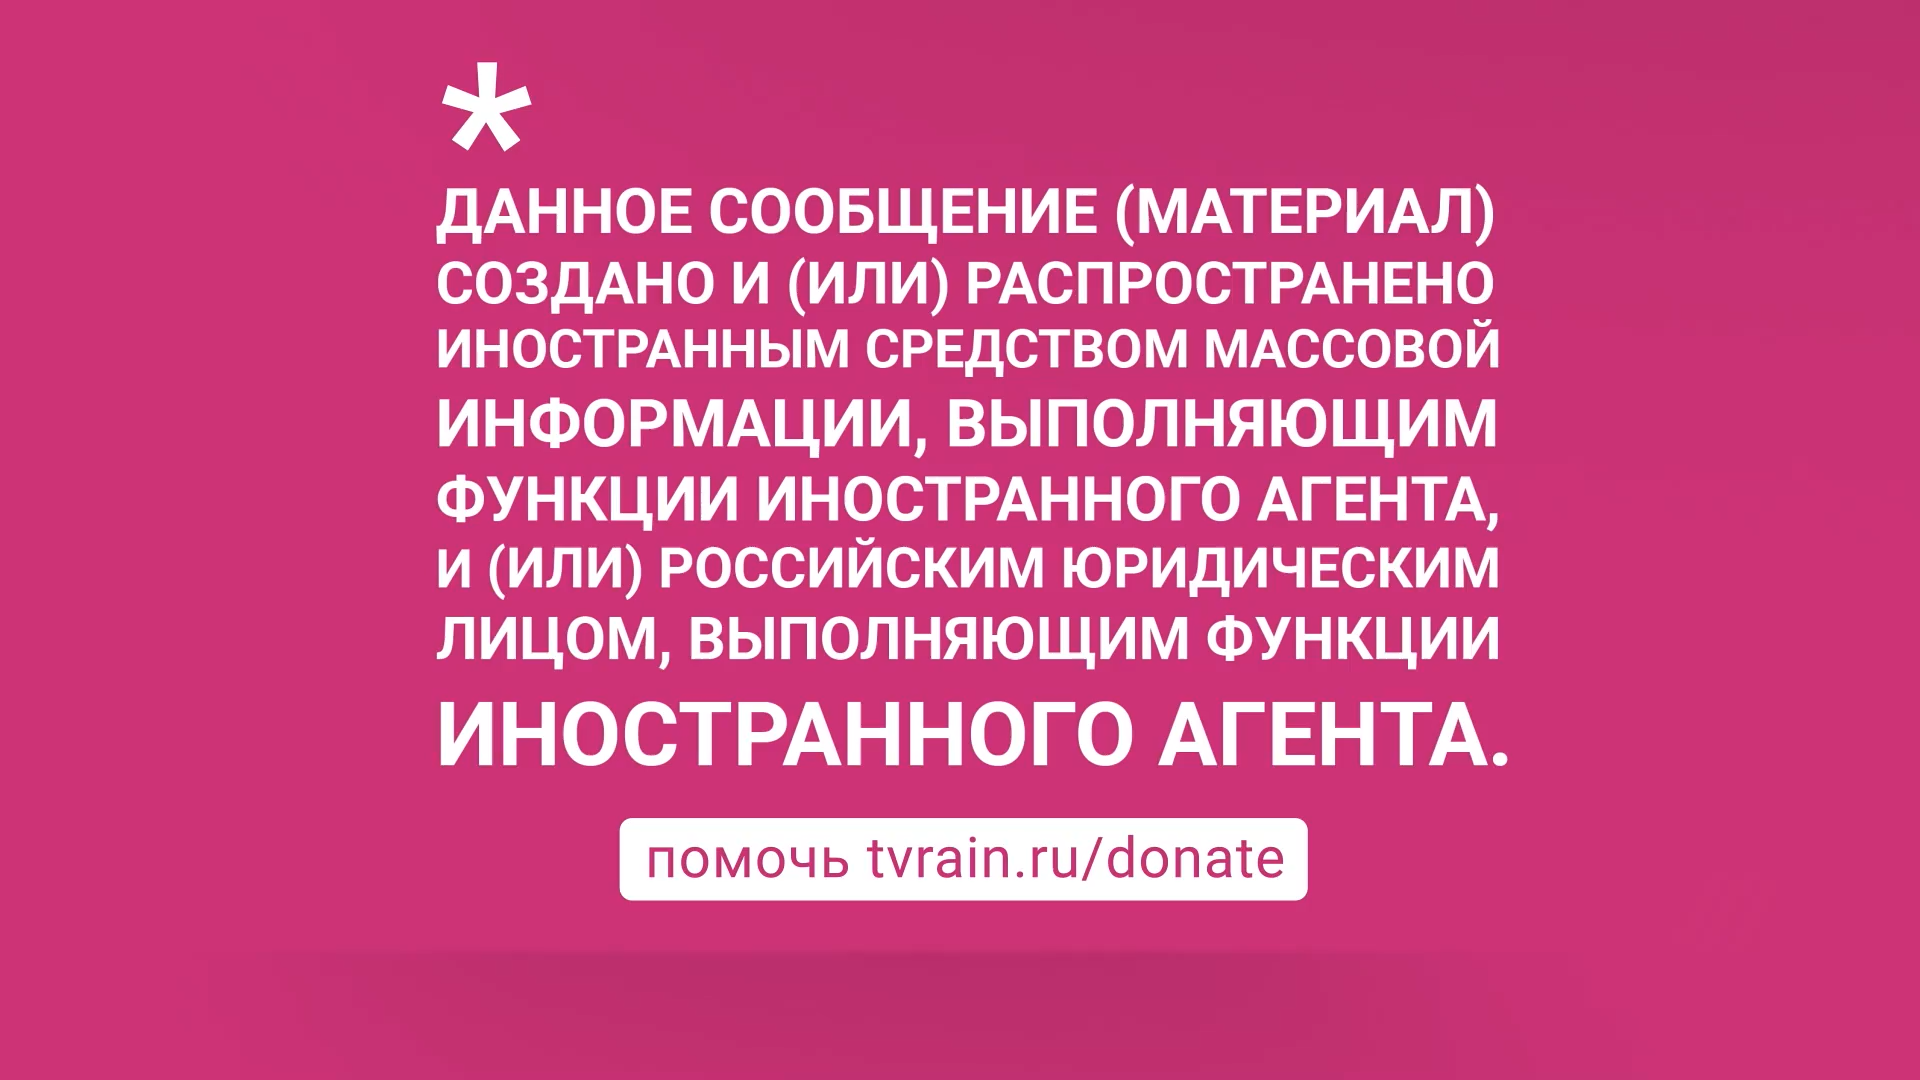 *
ДАННОЕ СООБЩЕНИЕ (МАТЕРИАЛ)
СОЗДАНО И (ИЛИ) РАСПРОСТРАНЕНО
ИНОСТРАННЫМ СРЕДСТВОМ МАССОВОЙ
ИНФОРМАЦИИ, ВЫПОЛНЯЮЩИМ
ФУНКЦИИ ИНОСТРАННОГО АГЕНТА,
И (ИЛИ) РОССИЙСКИМ ЮРИДИЧЕСКИМ
ЛИЦОМ, ВЫПОЛНЯЮЩИМ ФУНКЦИИ
ИНОСТРАННОГО АГЕНТА.
помочь tvrain.ru/donate